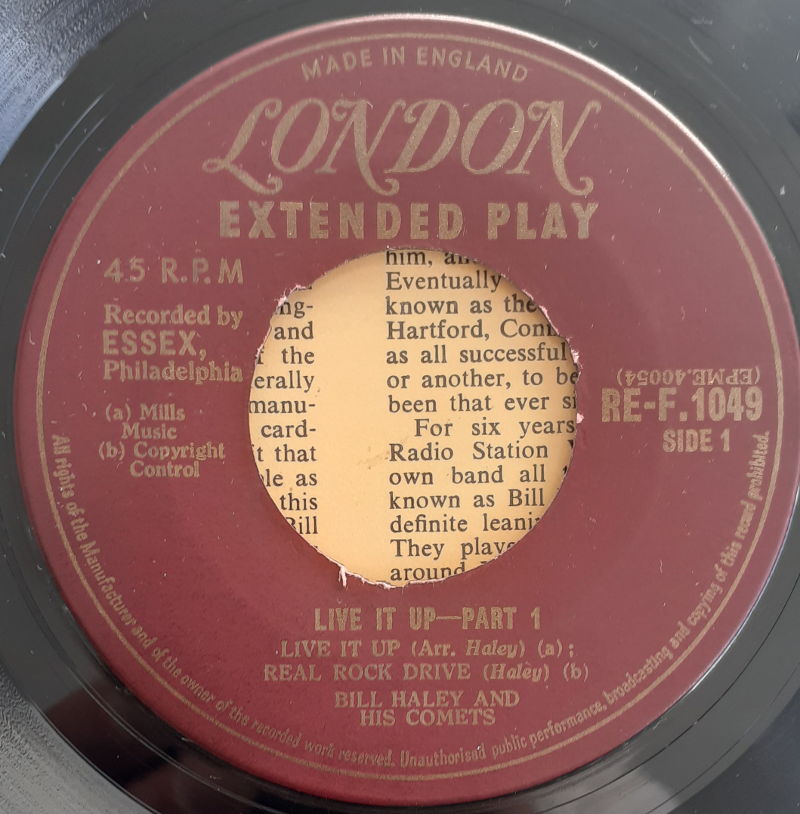 MADE IN ENGLAND
LONDON
EXTENDED PLAY
45 R.P.M
Recorded by
ESSEX,
Philadelphia
(a) Mills
Music
(b) Copyright
Control
(EPME.40054)
RE-F.1049
SIDE 1
him,
Eventually
known as the
and Hartford,
the as all successful
or another, to be
been that ever
For six years
that Radio Station
as own band all
this known as Bill
Bill definite
They
around
LIVE IT UP—PART 1
LIVE IT UP (Arr. Haley) (a);
REAL ROCK DRIVE (Haley) (b)
BILL HALEY AND
HIS COMETS
All rights of the Manufacturer and of the owner of the recorded work reserved. Unauthorised public performance, broadcasting and copying of this record prohibited.